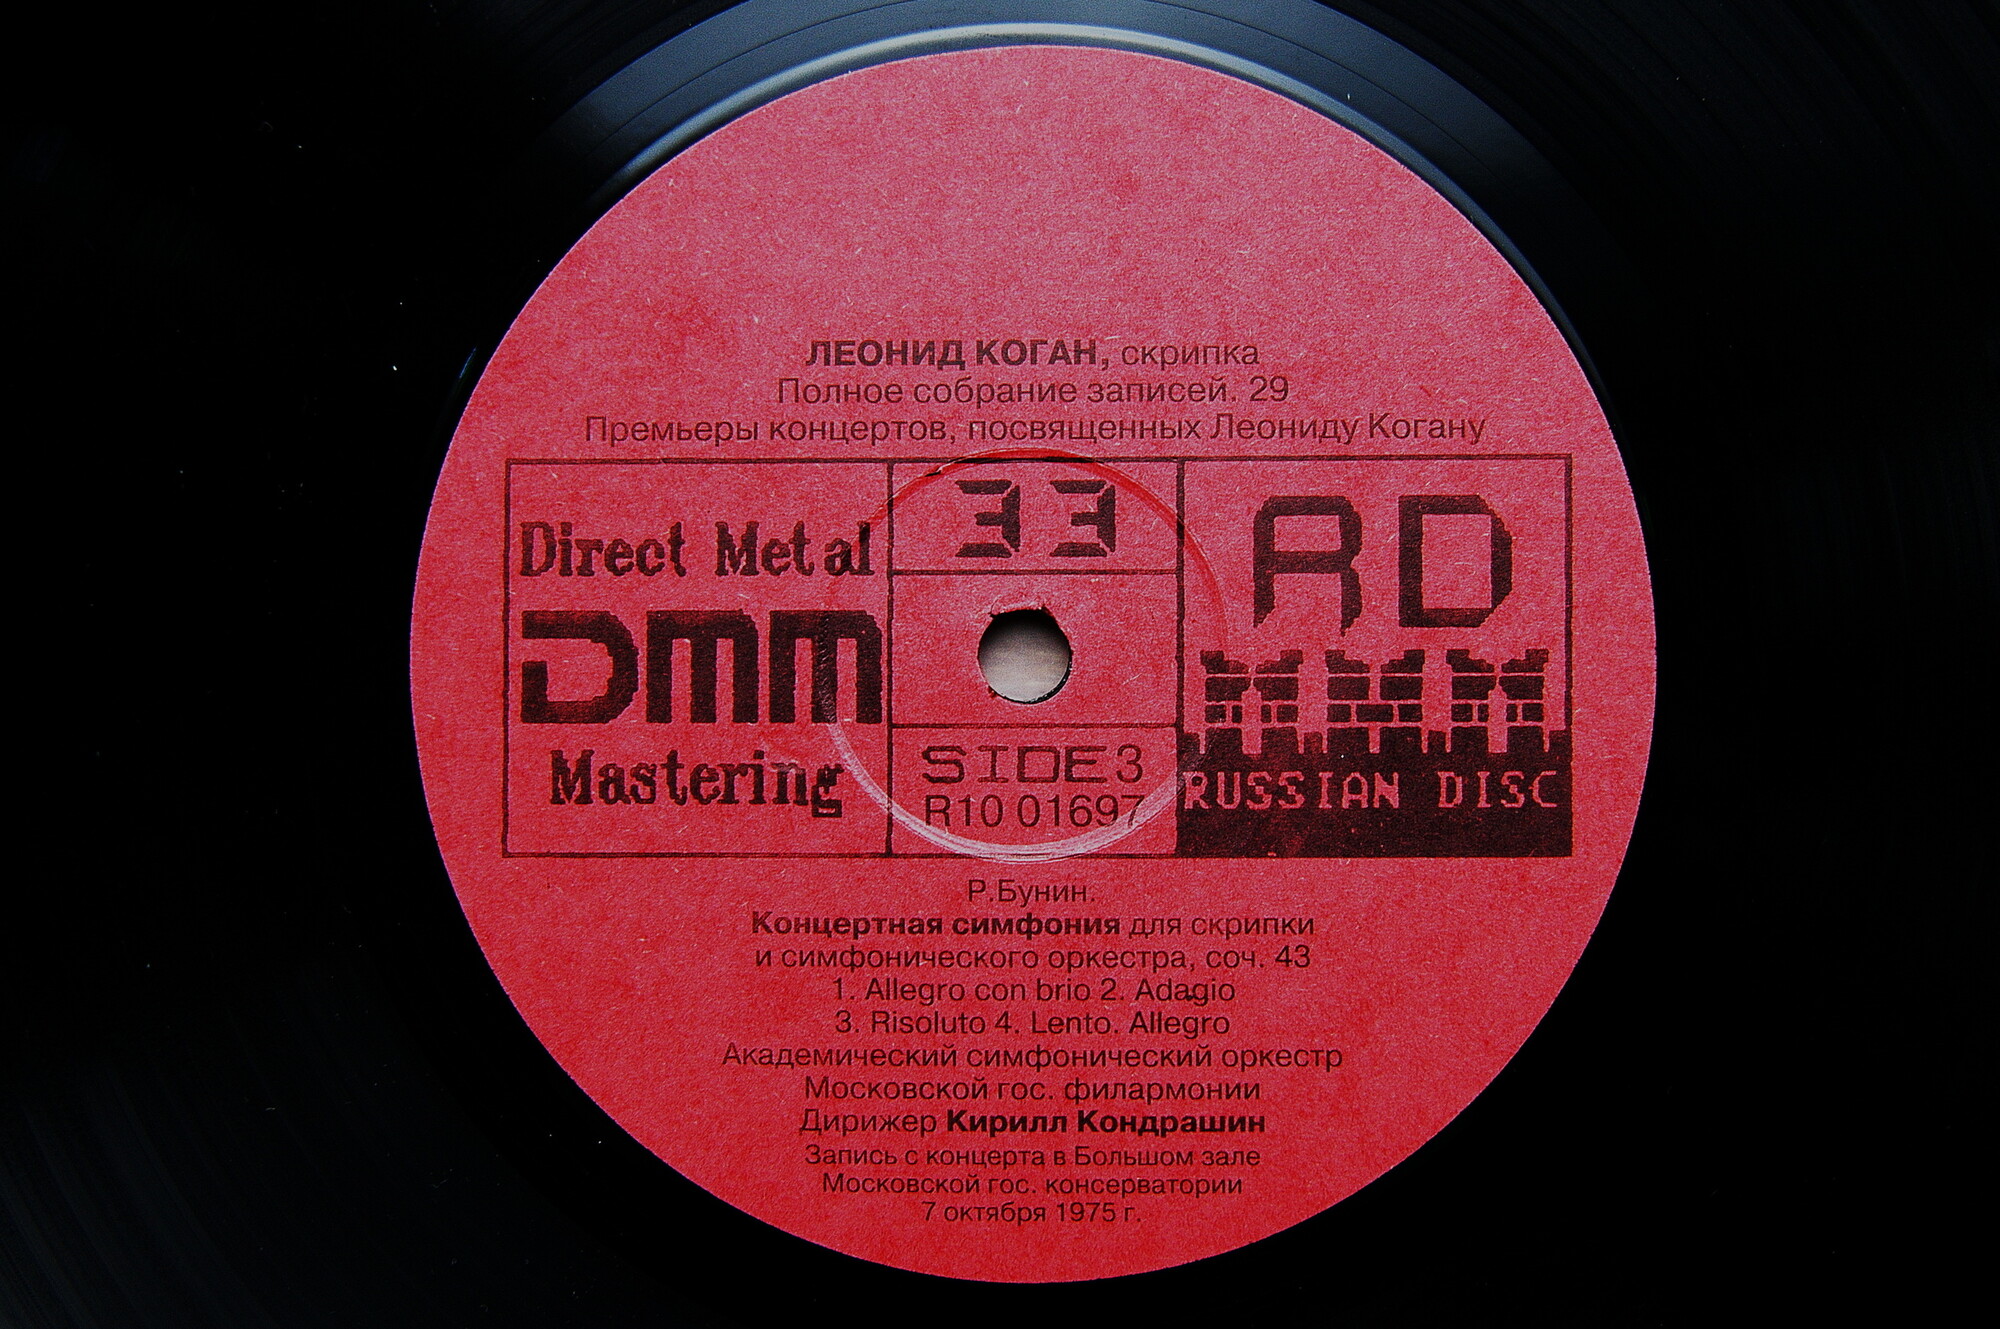 ЛЕОНИД КОГАН, скрипка
Полное собрание записей. 29
Премьеры концертов, посвященных Леониду Когану
Direct Metal
DMM
Mastering
33
SIDE 3
R10 01697
RD
RUSSIAN DISC
Р.Бунин.
Концертная симфония для скрипки
и симфонического оркестра, соч. 43
1. Allegro con brio 2. Adagio
3. Risoluto 4. Lento. Allegro
Академический симфонический оркестр
Московской гос. филармонии
Дирижер Кирилл Кондрашин
Запись с концерта в Большом зале
Московской гос. консерватории
7 октября 1975 г.